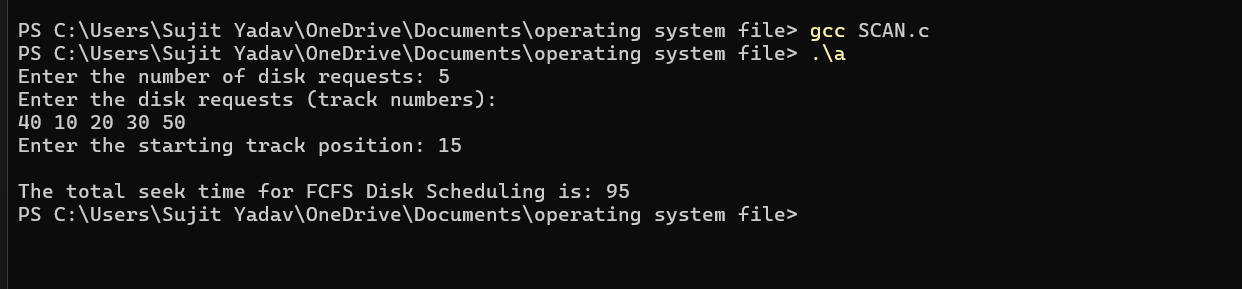 PS C:\Users\Sujit Yadav\OneDrive\Documents\operating system file> gcc SCAN.c
PS C:\Users\Sujit Yadav\OneDrive\Documents\operating system file> .\a
Enter the number of disk requests: 5
Enter the disk requests (track numbers):
40 10 20 30 50
Enter the starting track position: 15
The total seek time for FCFS Disk Scheduling is: 95
PS C:\Users\Sujit Yadav\OneDrive\Documents\operating system file>